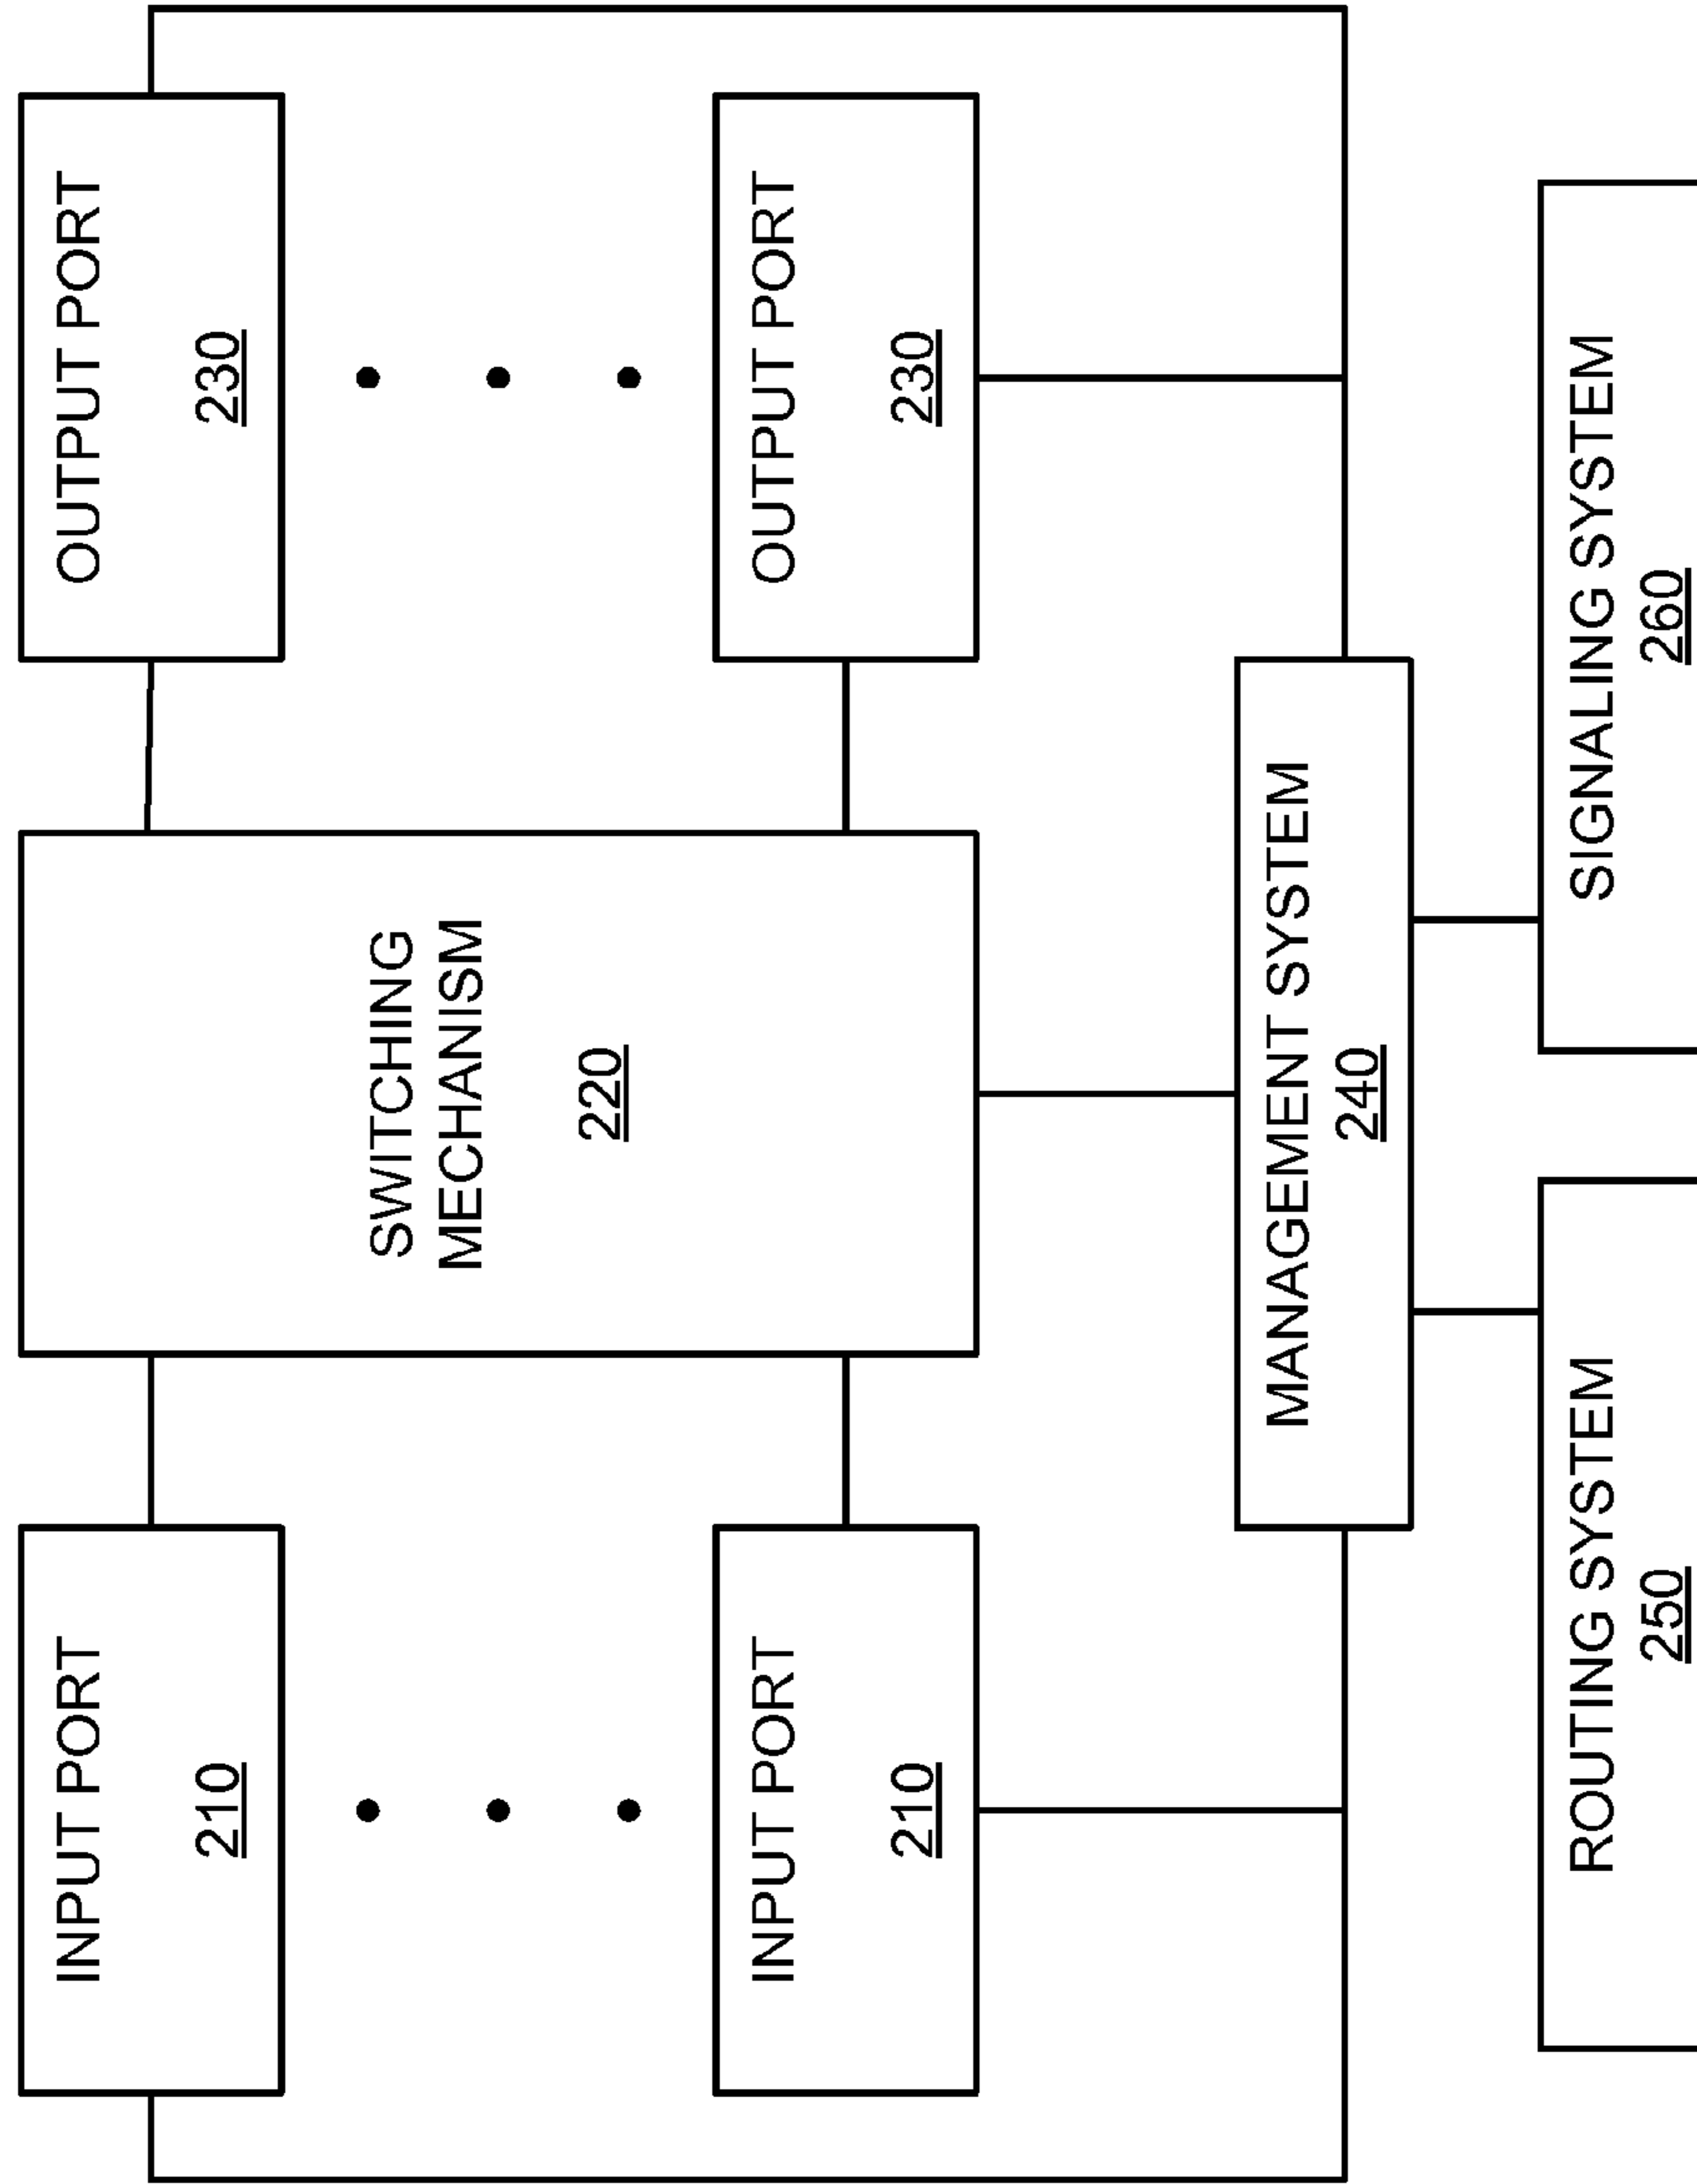 INPUT PORT
210
INPUT PORT
210
SWITCHING
MECHANISM
220
OUTPUT PORT
230
OUTPUT PORT
230
MANAGEMENT SYSTEM
240
ROUTING SYSTEM
250
SIGNALING SYSTEM
260